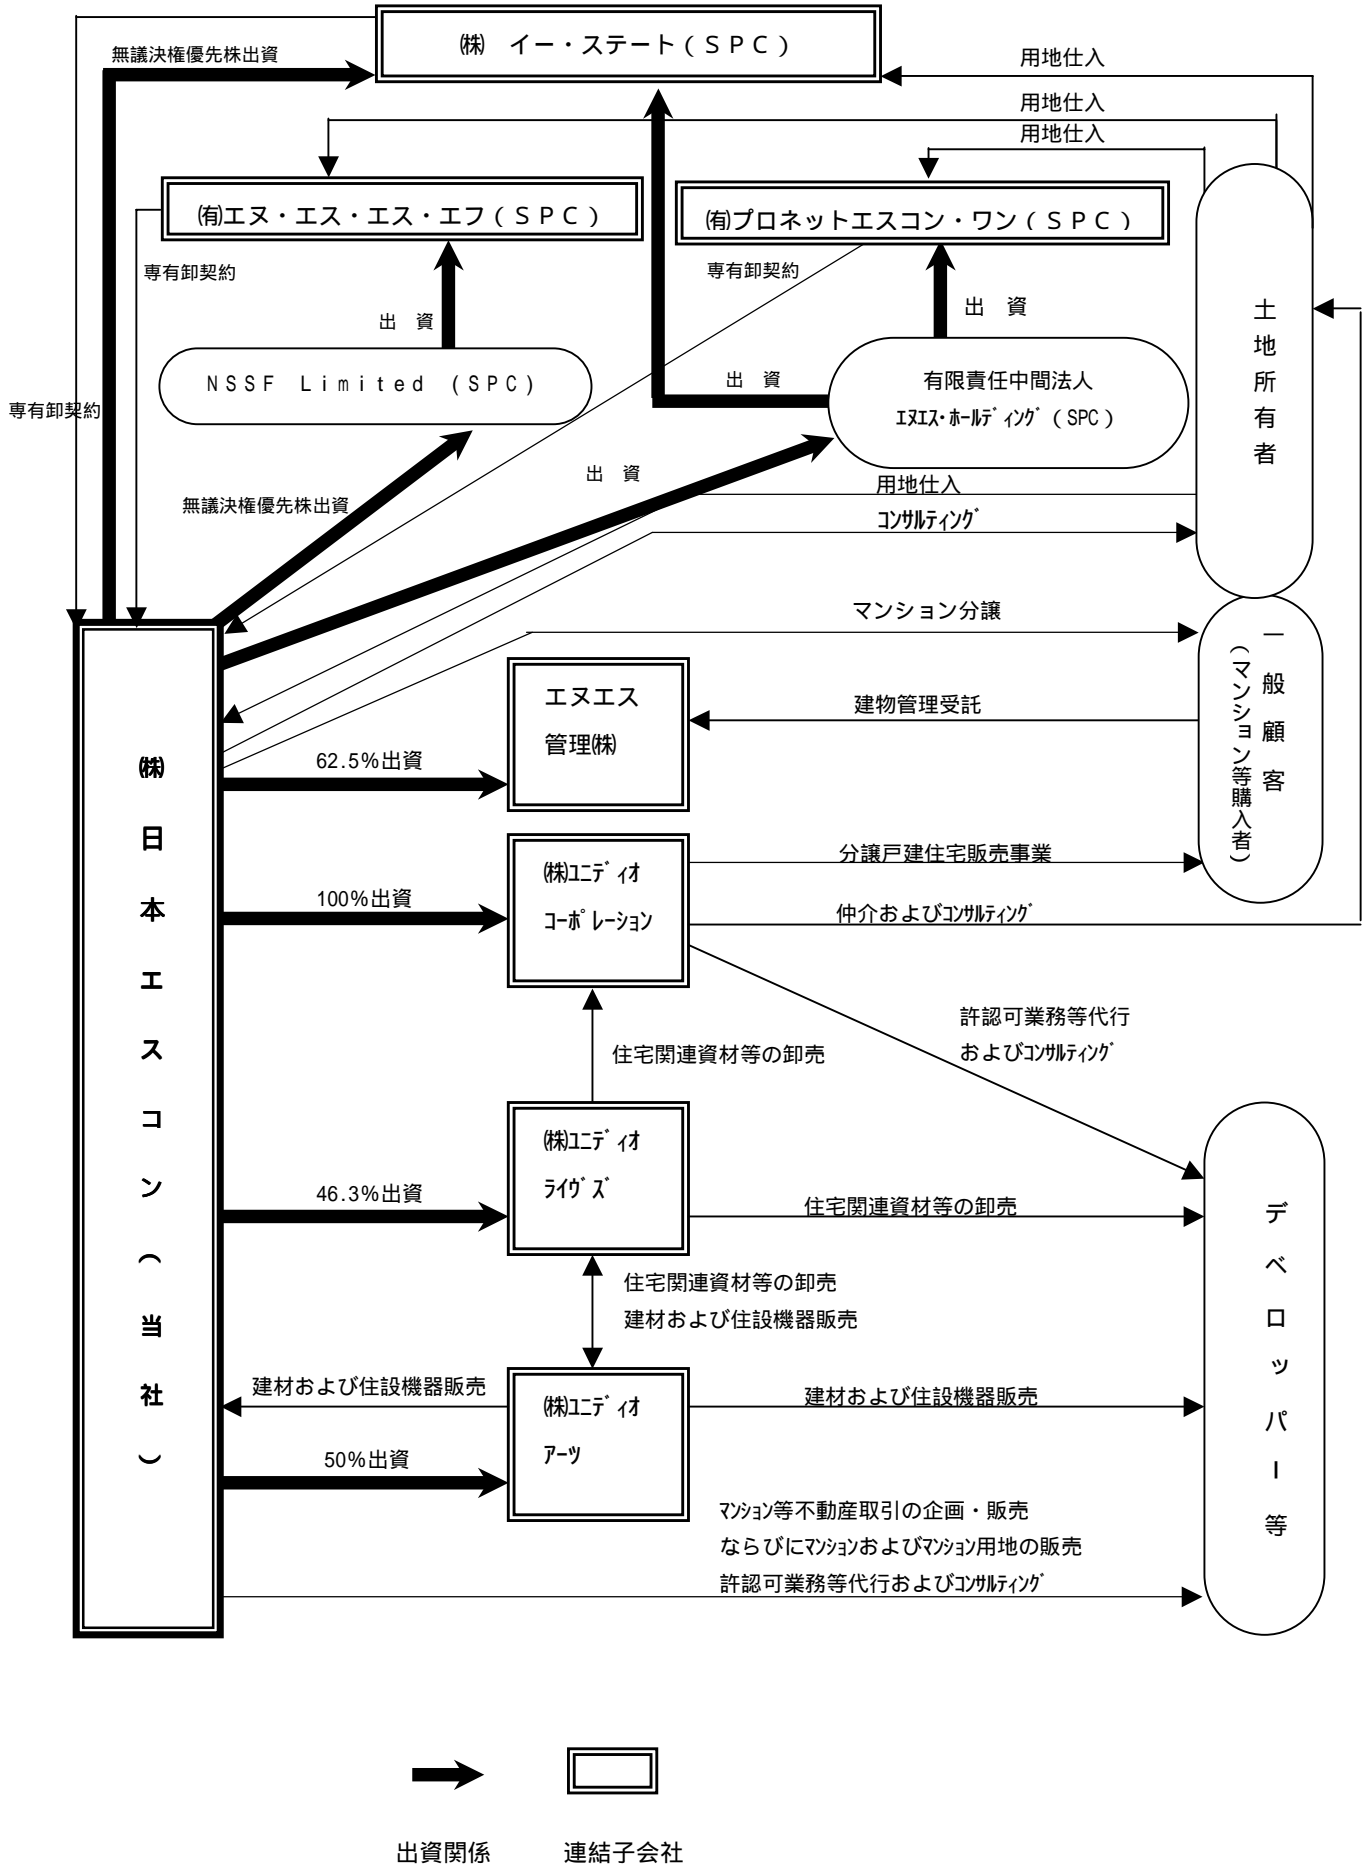 ㈱　イー・ステート(ＳＰＣ)
無議決権優先株出資
用地仕入
用地仕入
用地仕入
㈲エヌ・エス・エス・エフ(ＳＰＣ)
㈲プロネットエスコン・ワン(ＳＰＣ)
専有卸契約
専有卸契約
出　資
出　資
NSSF Limited (SPC)
出　資
有限責任中間法人
ｴﾇｴｽ･ﾎｰﾙﾃﾞｨﾝｸﾞ(SPC)
土地所有者
専有卸契約
出　資
無議決権優先株出資
用地仕入
ｺﾝｻﾙﾃｨﾝｸﾞ
マンション分譲
一般顧客
(マンション等購入者)
エヌエス
管理㈱
建物管理受託
62.5%出資
㈱日本エスコン(当社)
㈱ﾕﾆﾃﾞｨｵ
ｺｰﾎﾟﾚｰｼｮﾝ
分譲戸建住宅販売事業
100%出資
仲介およびｺﾝｻﾙﾃｨﾝｸﾞ
許認可業務等代行
およびｺﾝｻﾙﾃｨﾝｸﾞ
住宅関連資材等の卸売
㈱ﾕﾆﾃﾞｨｵ
ﾗｲｳﾞｽﾞ
46.3%出資
住宅関連資材等の卸売
デベロッパー等
住宅関連資材等の卸売
建材および住設機器販売
建材および住設機器販売
㈱ﾕﾆﾃﾞｨｵ
ｱｰﾂ
建材および住設機器販売
50%出資
ﾏﾝｼｮﾝ等不動産取引の企画・販売
ならびにﾏﾝｼｮﾝおよびﾏﾝｼｮﾝ用地の販売
許認可業務等代行およびｺﾝｻﾙﾃｨﾝｸﾞ
出資関係
連結子会社